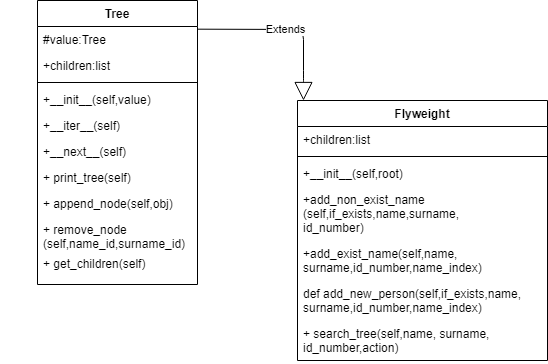 Tree
#value:Tree
+children:list
+__init__(self,value)
+__iter__(self)
+__next__(self)
+ print_tree(self)
+ append_node(self,obj)
+ remove_node
(self,name_id,surname_id)
+ get_children(self)
Extends
Flyweight
+children:list
+__init__(self,root)
+add_non_exist_name
(self,if_exists,name,surname,
id_number)
+add_exist_name(self,name,
surname,id_number,name_index)
def add_new_person(self,if_exists,name,
surname,id_number,name_index)
+ search_tree(self,name, surname,
id_number,action)